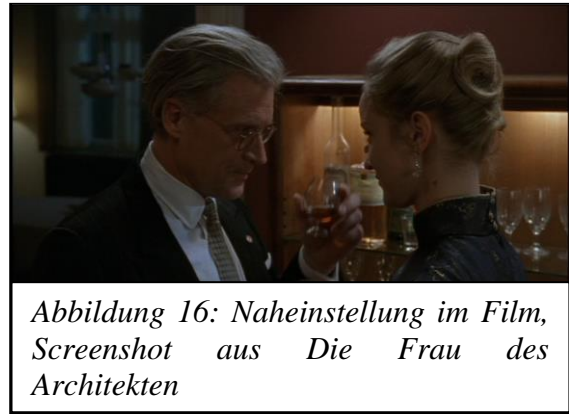 Abbildung 16: Naheinstellung im Film,
Screenshot aus Die Frau des
Architekten